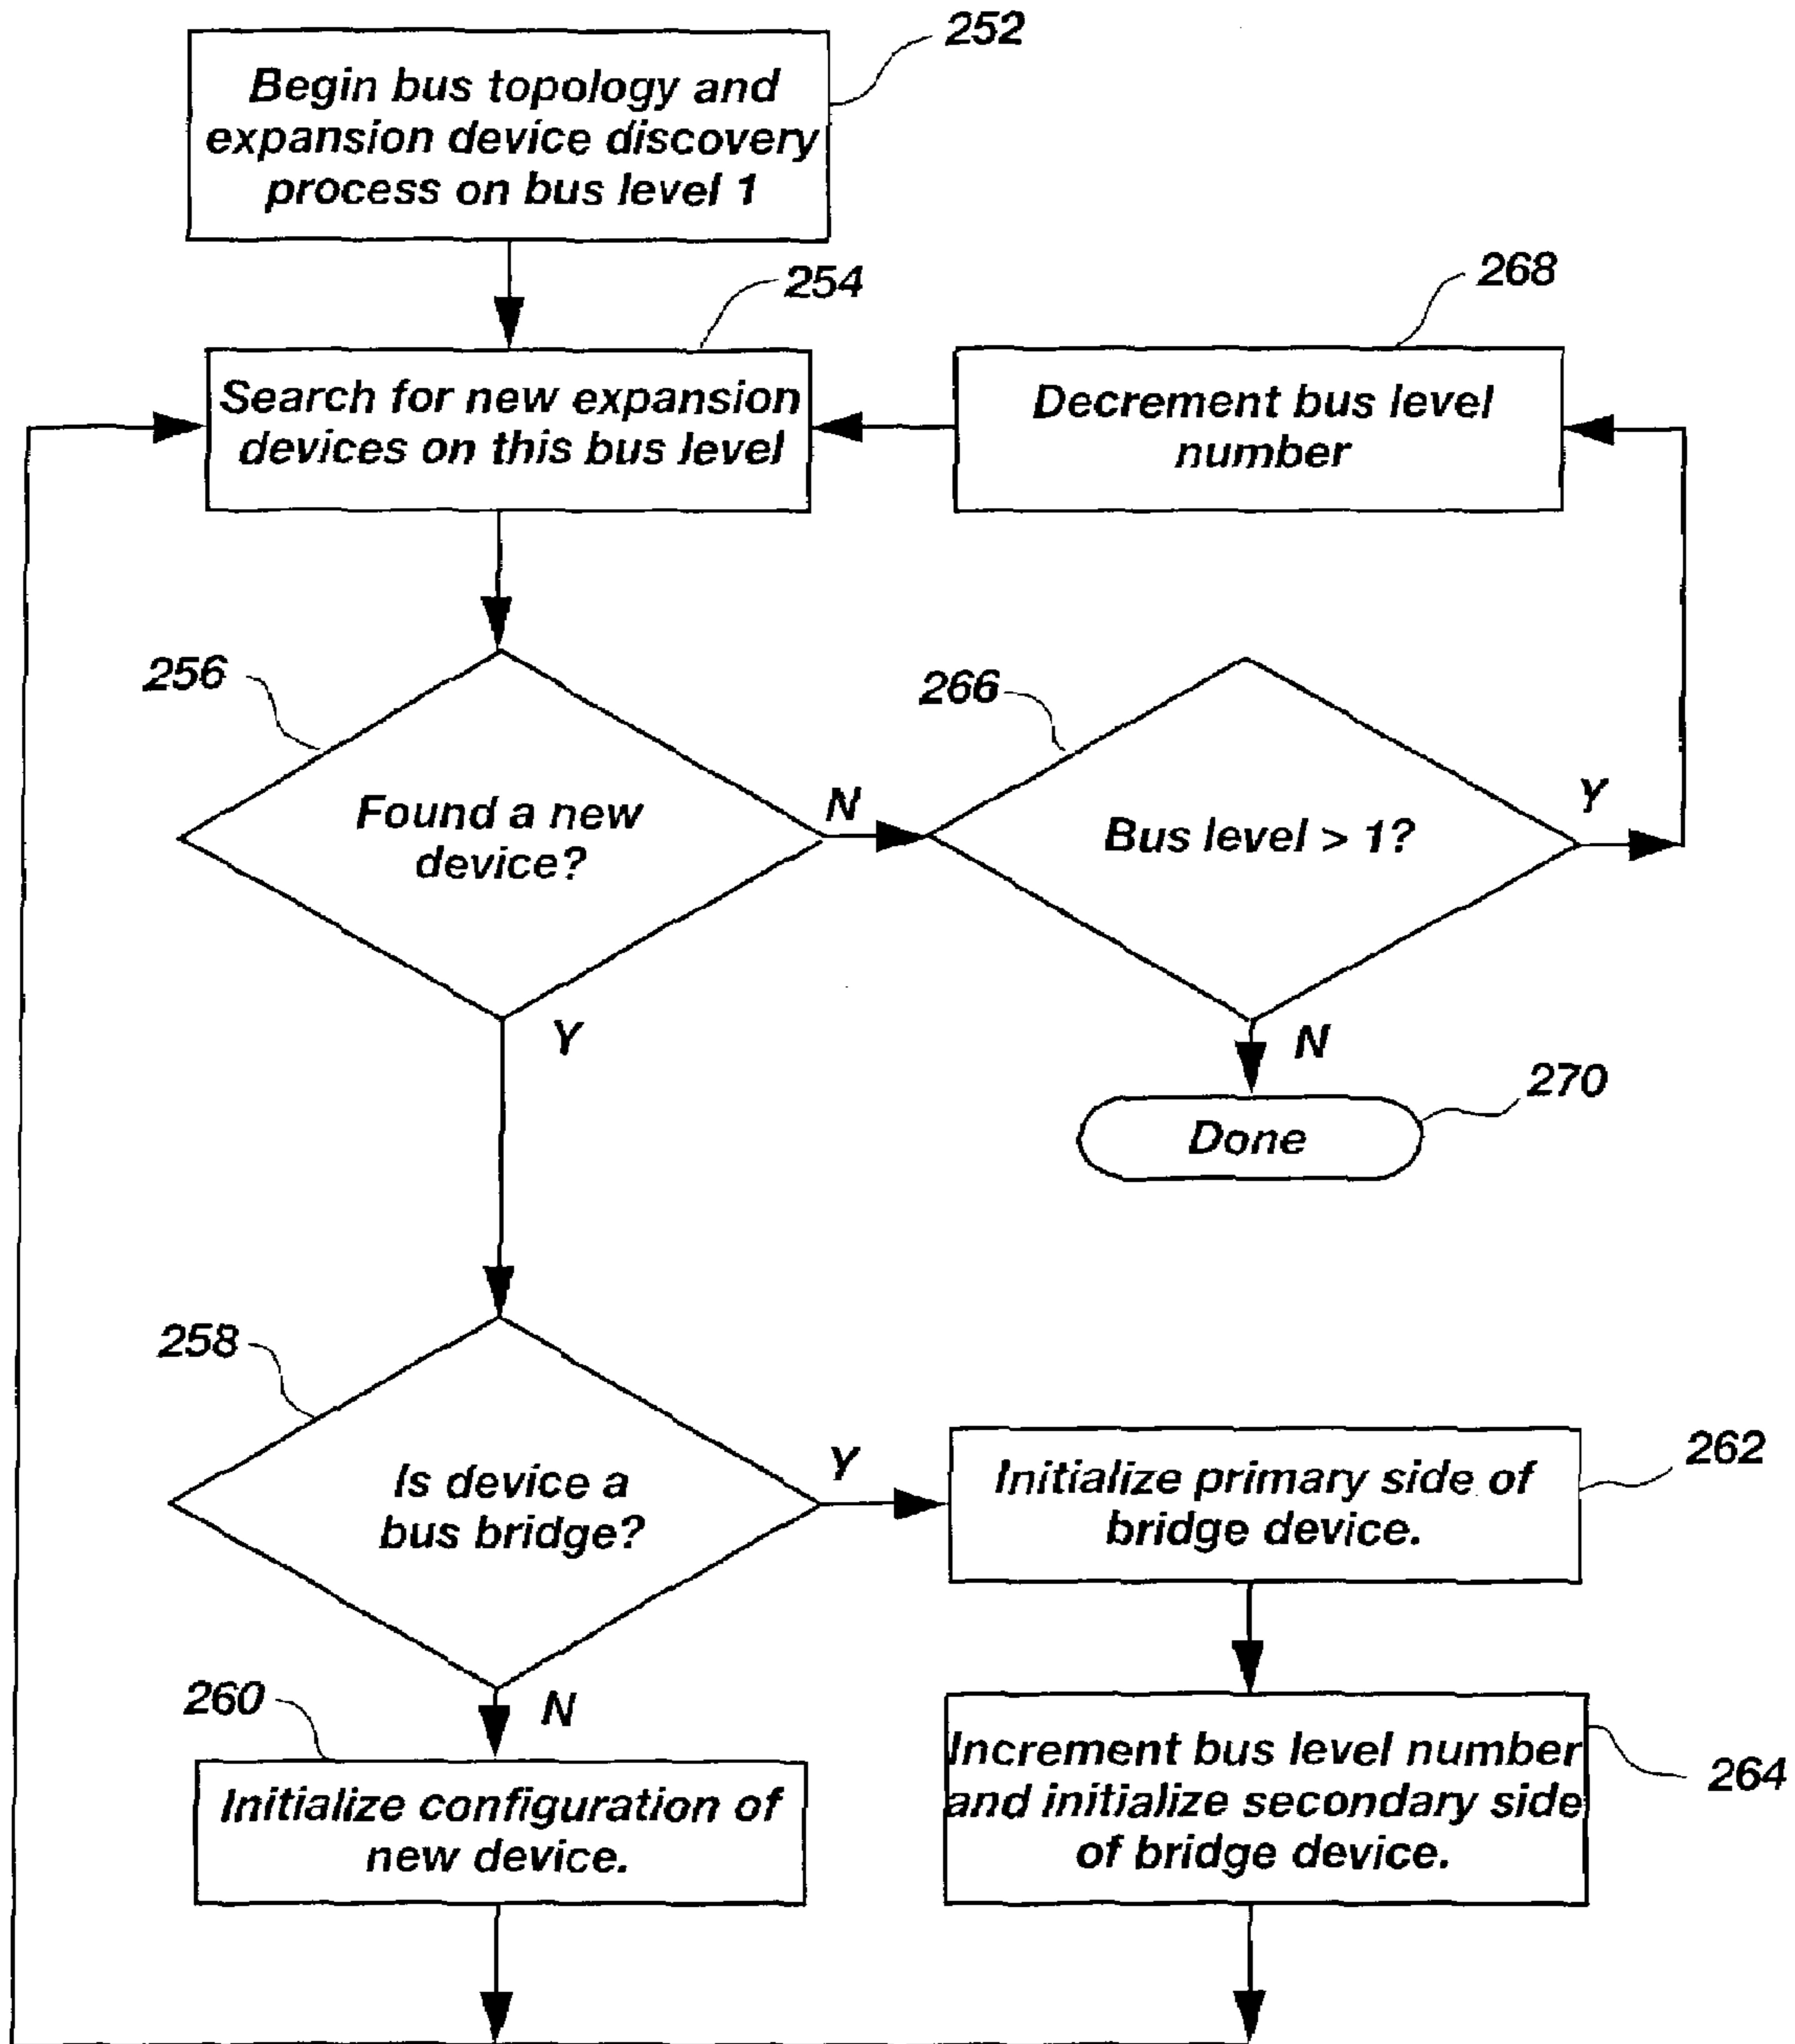 252
Begin bus topology and
expansion device discovery
process on bus level 1
254
Search for new expansion
devices on this bus level
268
Decrement bus level
number
256
Found a new
device?
N
Y
266
Bus level > 1?
Y
N
270
Done
258
Is device a
bus bridge?
Y
N
262
Initialize primary side of
bridge device.
260
Initialize configuration of
new device.
264
Increment bus level number
and initialize secondary side
of bridge device.